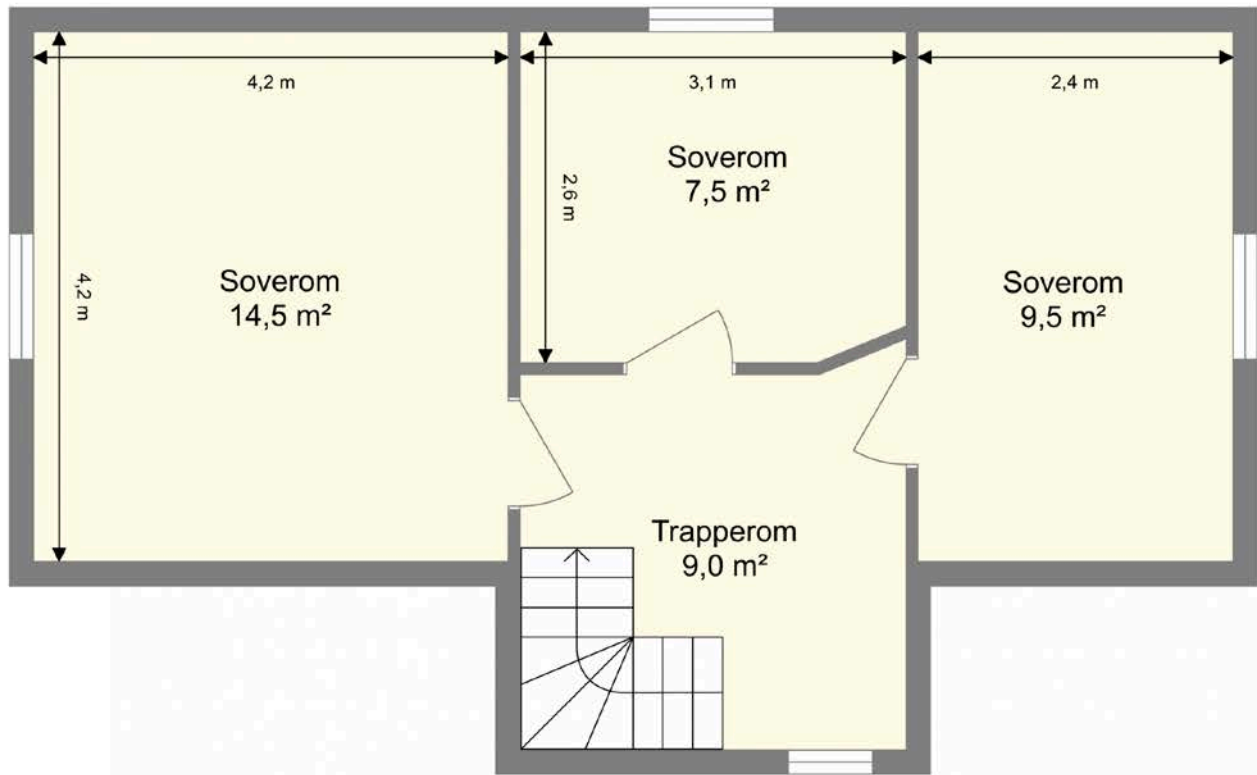 4,2 m
3,1 m
2,4 m
Soverom
7,5 m²
2,6 m
Soverom
14,5 m²
4,2 m
Soverom
9,5 m²
Trapperom
9,0 m²